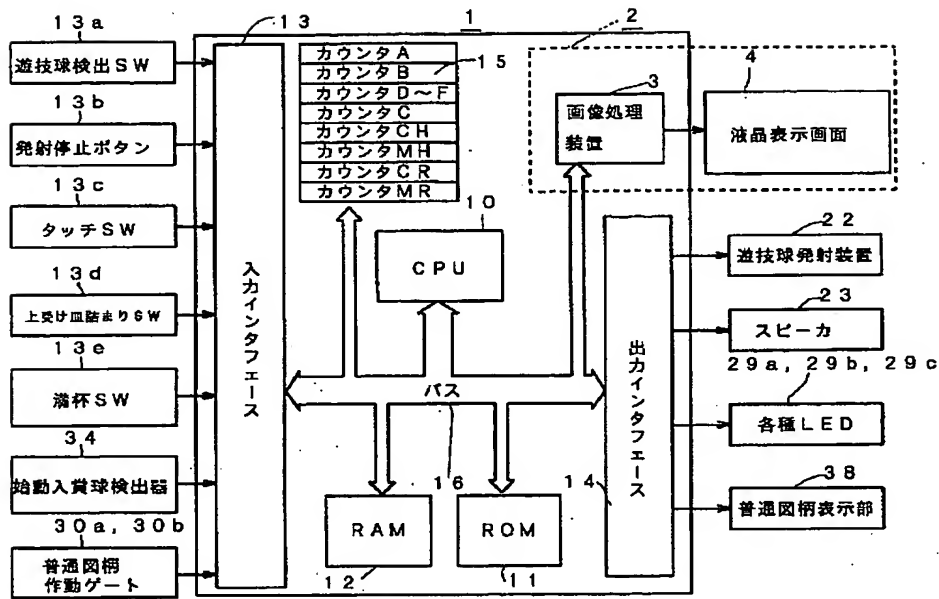 13a
遊技球検出SW
13b
発射停止ボタン
13c
タッチSW
13d
上受け皿詰まりSW
13e
満杯SW
34
始動入賞球検出器
30a, 30b
普通図柄
作動ゲート
13
入力インタフェース
1
カウンタA
カウンタB
カウンタD～F
カウンタC
カウンタCH
カウンタMH
カウンタCR
カウンタMR
15
10
CPU
バス
16
RAM
12
ROM
11
2
3
画像処理
装置
4
液晶表示画面
出力インタフェース
14
22
遊技球発射装置
23
スピーカ
29a, 29b, 29c
各種LED
38
普通図柄表示部